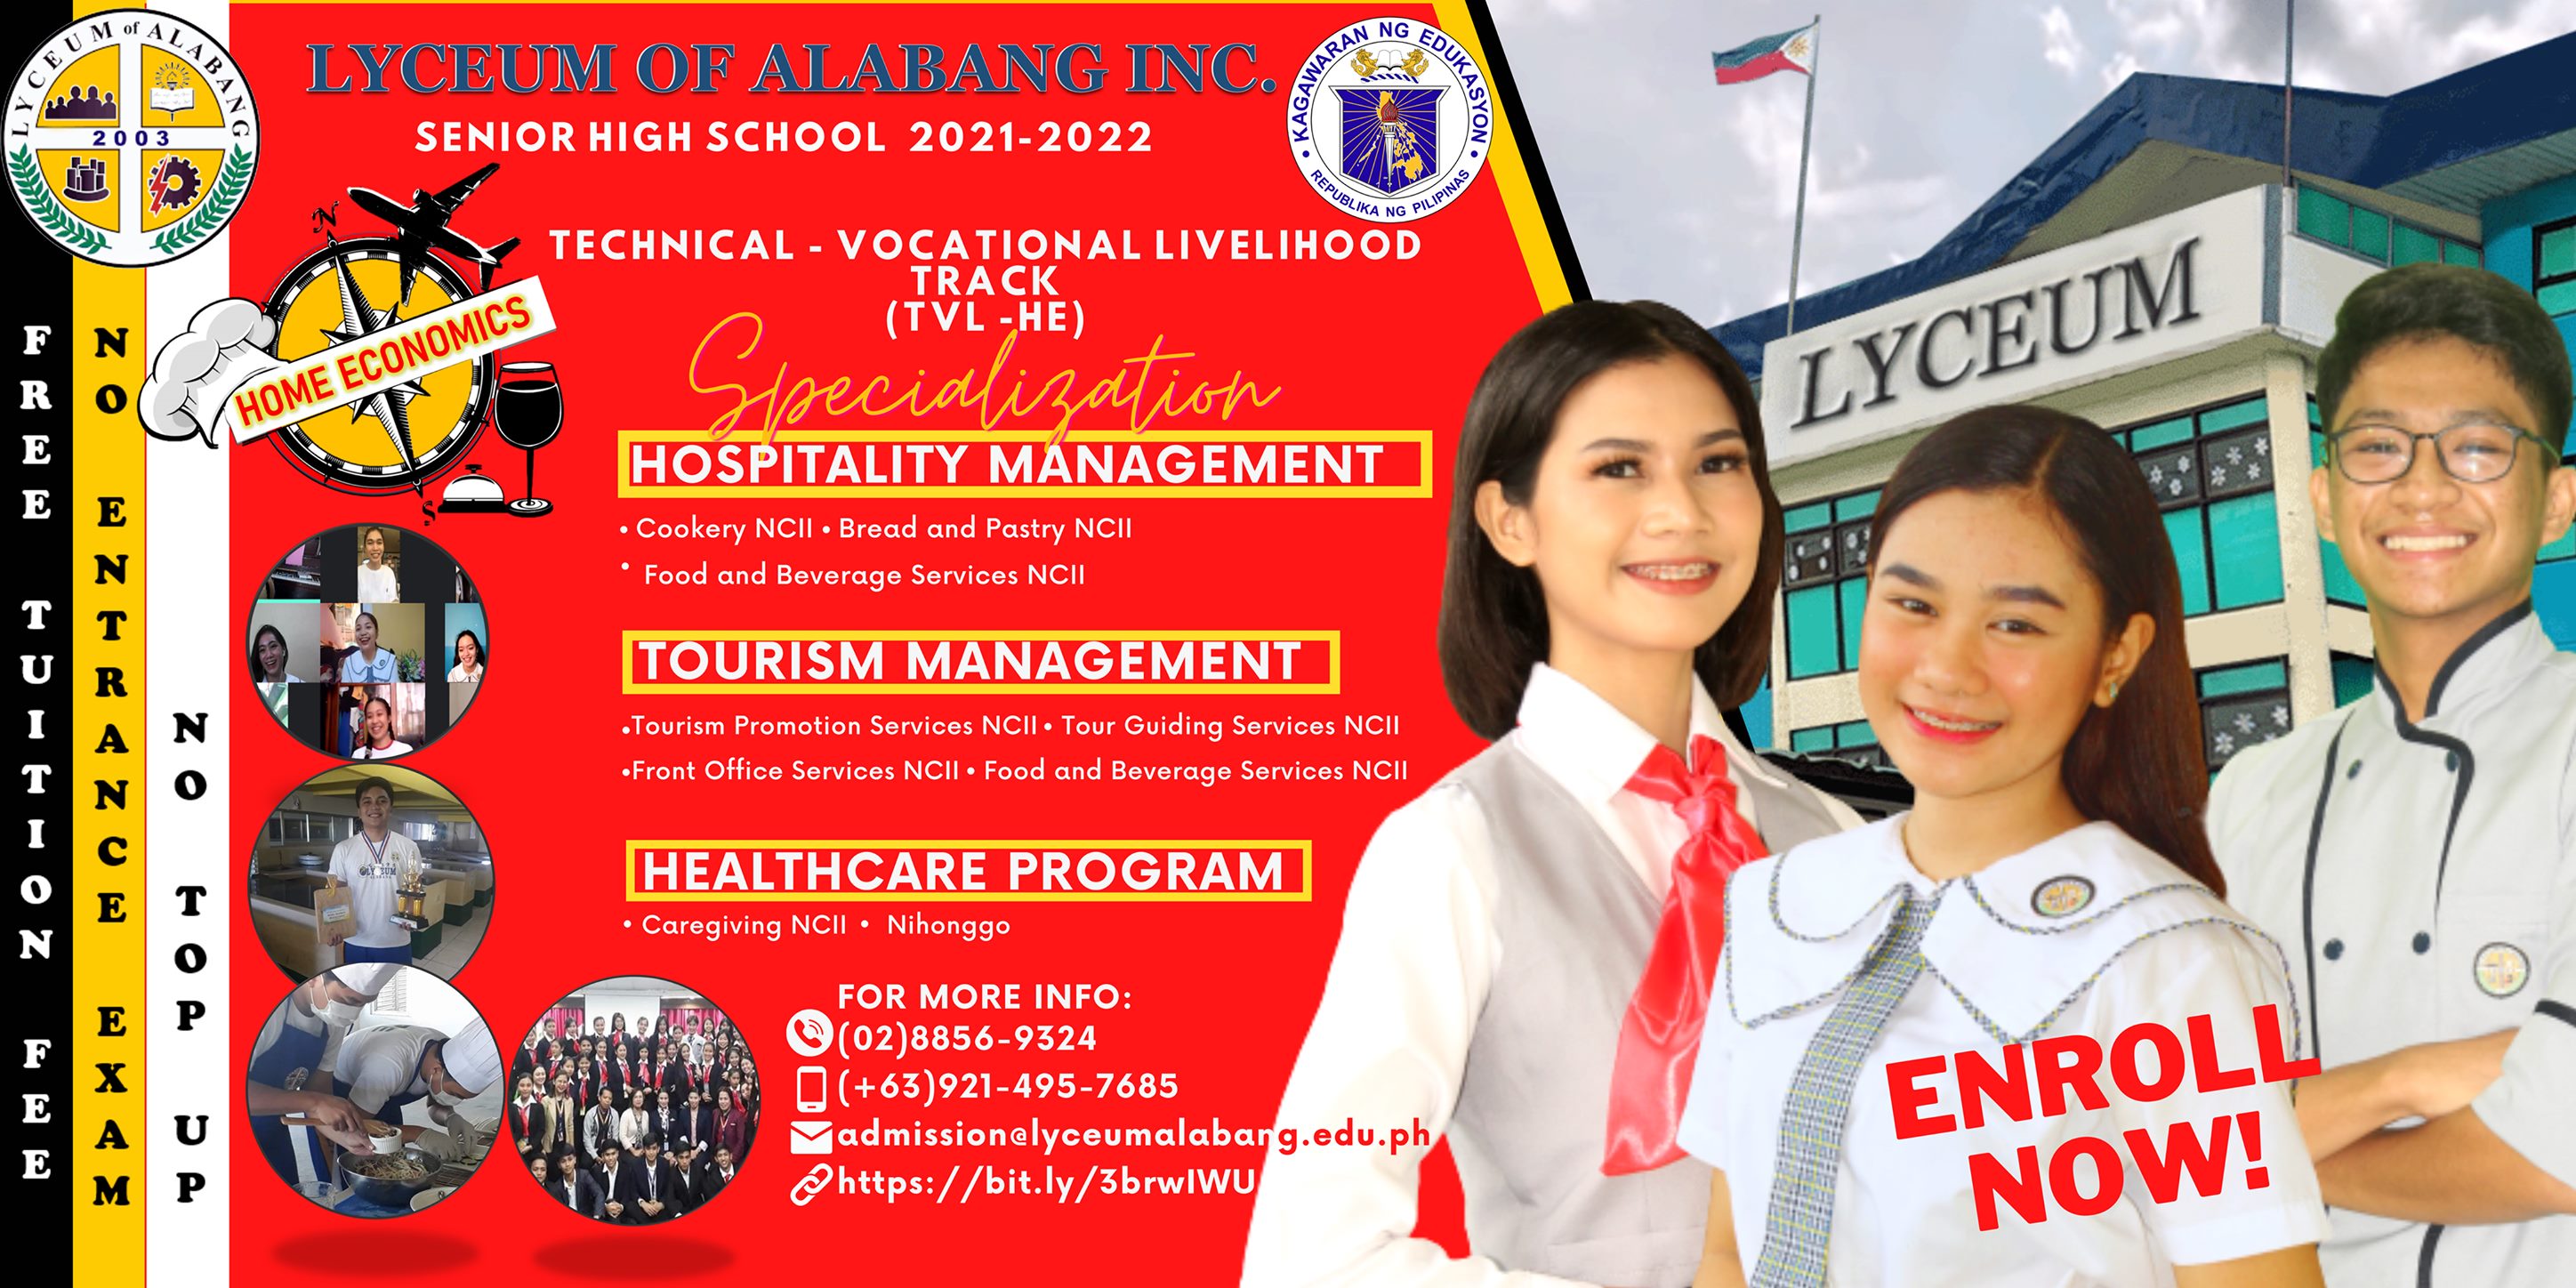 LYCEUM of ALABANG
2003
LYCEUM OF ALABANG INC.
SENIOR HIGH SCHOOL 2021-2022
KAGAWARAN NG EDUKASYON
REPUBLIKA NG PILIPINAS
FREE TUITION FEE
NO ENTRANCE EXAM
NO TOP UP
N
HOME ECONOMICS
S
TECHNICAL - VOCATIONAL LIVELIHOOD
TRACK
(TVL -HE)
Specialization
HOSPITALITY MANAGEMENT
• Cookery NCII • Bread and Pastry NCII
• Food and Beverage Services NCII
TOURISM MANAGEMENT
•Tourism Promotion Services NCII • Tour Guiding Services NCII
•Front Office Services NCII • Food and Beverage Services NCII
HEALTHCARE PROGRAM
• Caregiving NCII • Nihonggo
FOR MORE INFO:
(02)8856-9324
(+63)921-495-7685
admission@lyceumalabang.edu.ph
https://bit.ly/3brwIWU
LYCEUM
LYCEUM
ENROLL
NOW!